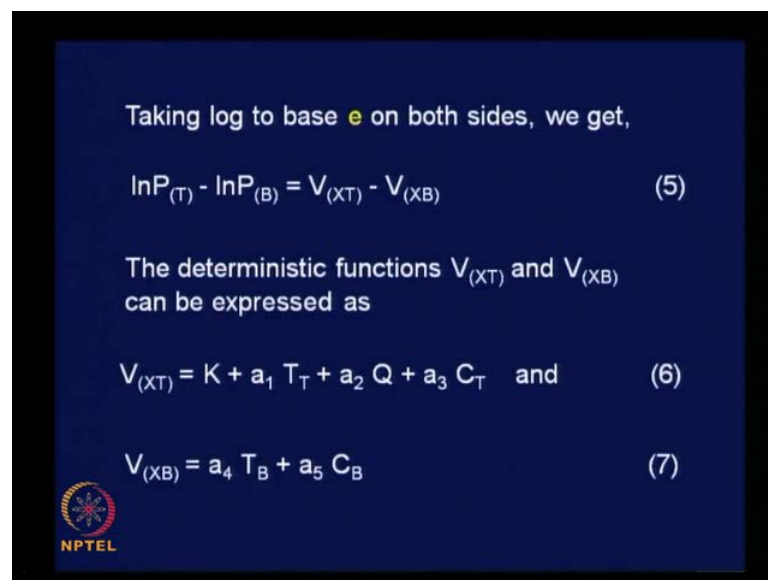 Taking log to base e on both sides, we get,
lnP(T) - lnP(B) = V(XT) - V(XB) (5)
The deterministic functions V(XT) and V(XB)
can be expressed as
V(XT) = K + a1 TT + a2 Q + a3 CT and (6)
V(XB) = a4 TB + a5 CB (7)
NPTEL